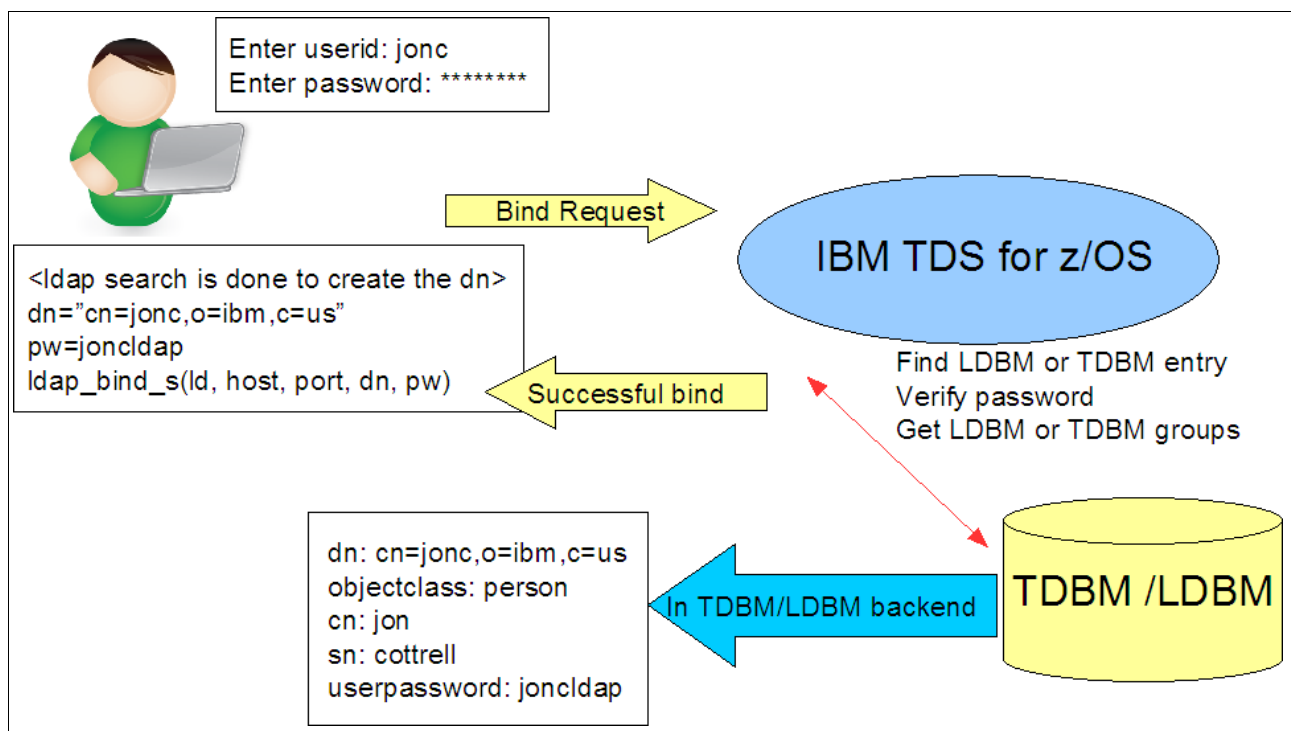 Enter userid: jonc
Enter password: ********
Bind Request
IBM TDS for z/OS
<ldap search is done to create the dn>
dn=”cn=jonc,o=ibm,c=us”
pw=joncldap
ldap_bind_s(ld, host, port, dn, pw)
Successful bind
Find LDBM or TDBM entry
Verify password
Get LDBM or TDBM groups
dn: cn=jonc,o=ibm,c=us
objectclass: person
cn: jon
sn: cottrell
userpassword: joncldap
In TDBM/LDBM backend
TDBM /LDBM